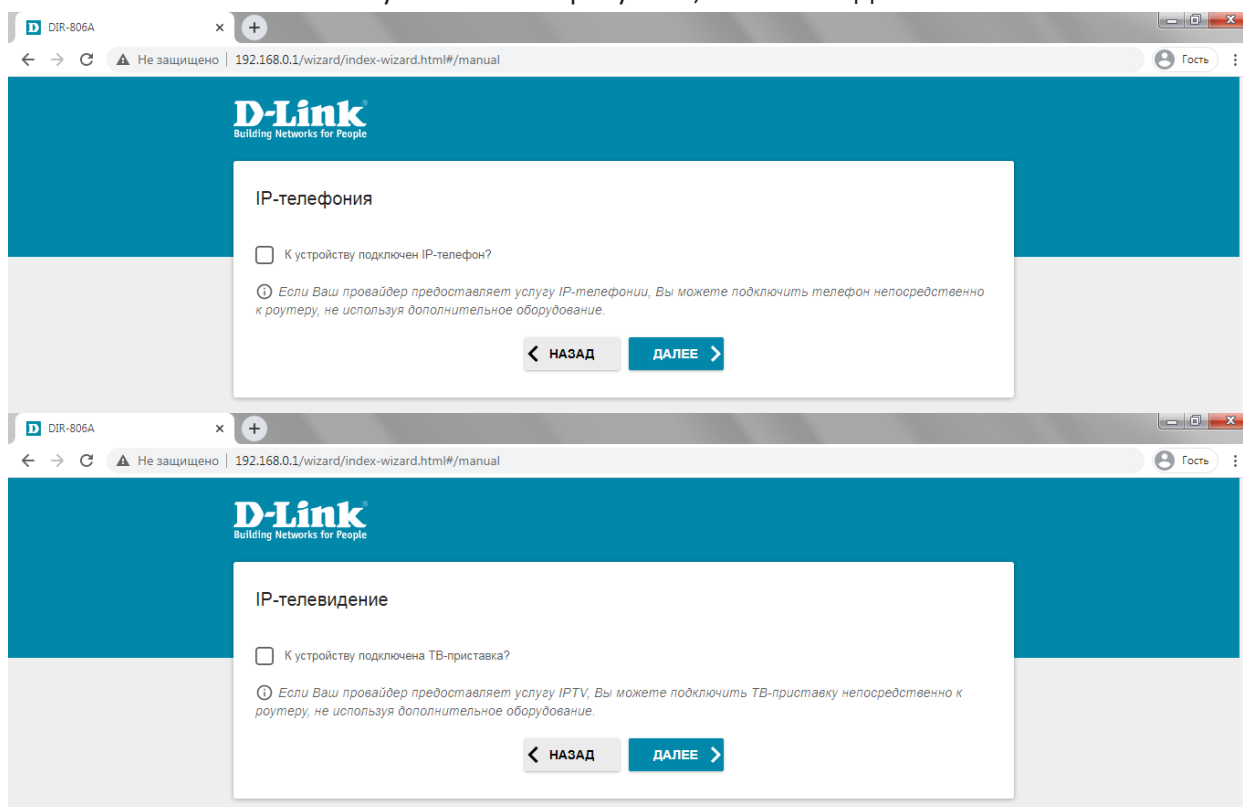 DIR-806A
Не защищено | 192.168.0.1/wizard/index-wizard.html#/manual
Гость
D-Link®
Building Networks for People
IP-телефония
К устройству подключен IP-телефон?
Если Ваш провайдер предоставляет услугу IP-телефонии, Вы можете подключить телефон непосредственно
к роутеру, не используя дополнительное оборудование.
НАЗАД
ДАЛЕЕ
DIR-806A
Не защищено | 192.168.0.1/wizard/index-wizard.html#/manual
Гость
D-Link®
Building Networks for People
IP-телевидение
К устройству подключена ТВ-приставка?
Если Ваш провайдер предоставляет услугу IPTV, Вы можете подключить ТВ-приставку непосредственно к
роутеру, не используя дополнительное оборудование.
НАЗАД
ДАЛЕЕ